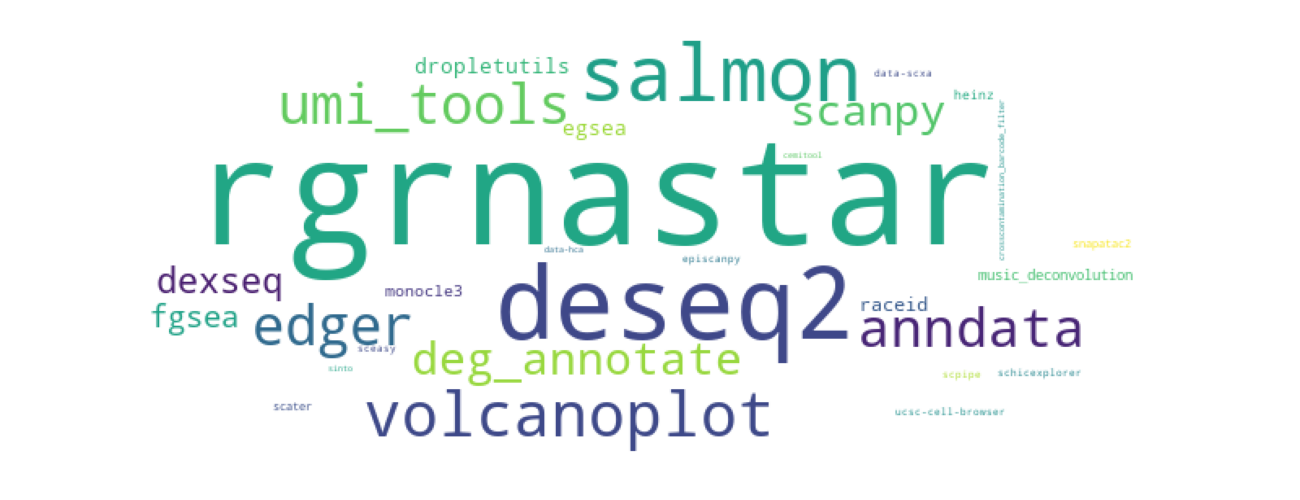 salmon
dropletutils
data-scxa
umi_tools
heinz
scanpy
egsea
rgrnastar
cemitool
crosscontamination_barcode_filter
snapatac2
data-hca
episcanpy
music_deconvolution
dexseq
monocle3
deseq2
raceid
fgsea
edger
anndata
sceasy
deg_annotate
sinto
scpipe
schicexplorer
scater
volcanoplot
ucsc-cell-browser